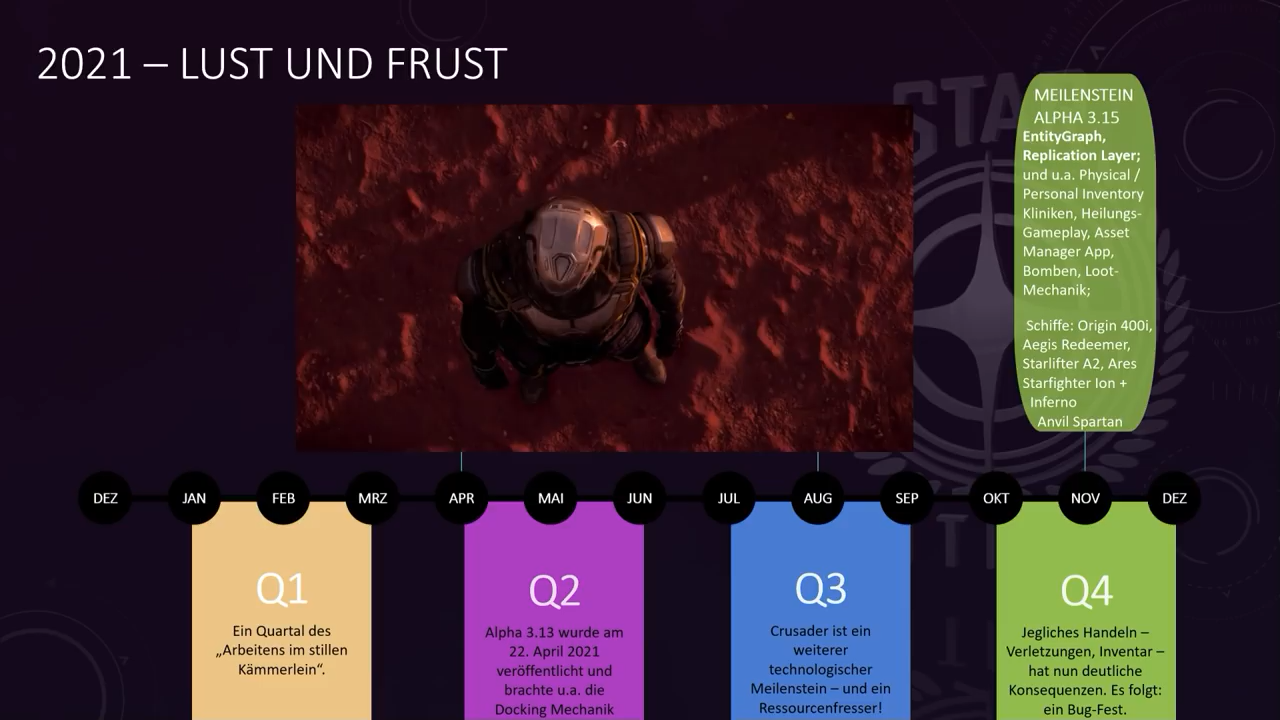 2021 – LUST UND FRUST
MEILENSTEIN
ALPHA 3.15
EntityGraph,
Replication Layer;
und u.a. Physical /
Personal Inventory
Kliniken, Heilungs-
Gameplay, Asset
Manager App,
Bomben, Loot-
Mechanik;
Schiffe: Origin 400i,
Aegis Redeemer,
Starlifter A2, Ares
Starfighter Ion +
Inferno
Anvil Spartan
DEZ JAN FEB MRZ APR MAI JUN JUL AUG SEP OKT NOV DEZ
Q1
Ein Quartal des
„Arbeitens im stillen
Kämmerlein“.
Q2
Alpha 3.13 wurde am
22. April 2021
veröffentlicht und
brachte u.a. die
Docking Mechanik
Q3
Crusader ist ein
weiterer
technologischer
Meilenstein – und ein
Ressourcenfresser!
Q4
Jegliches Handeln –
Verletzungen, Inventar –
hat nun deutliche
Konsequenzen. Es folgt:
ein Bug-Fest.